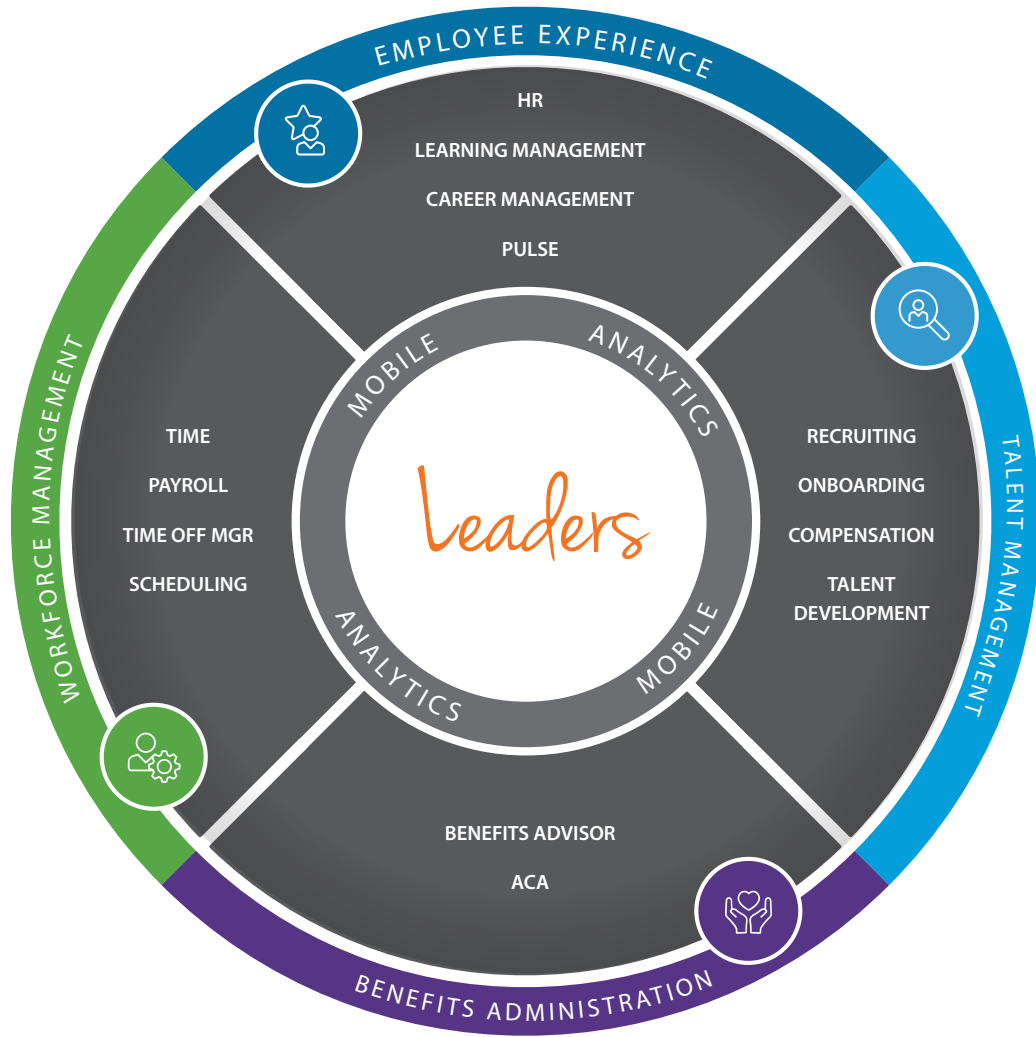 EMPLOYEE EXPERIENCE
HR
LEARNING MANAGEMENT
CAREER MANAGEMENT
PULSE
WORKFORCE MANAGEMENT
TIME
PAYROLL
TIME OFF MGR
SCHEDULING
MOBILE
ANALYTICS
Leaders
ANALYTICS
MOBILE
RECRUITING
ONBOARDING
COMPENSATION
TALENT
DEVELOPMENT
TALENT MANAGEMENT
BENEFITS ADVISOR
ACA
BENEFITS ADMINISTRATION